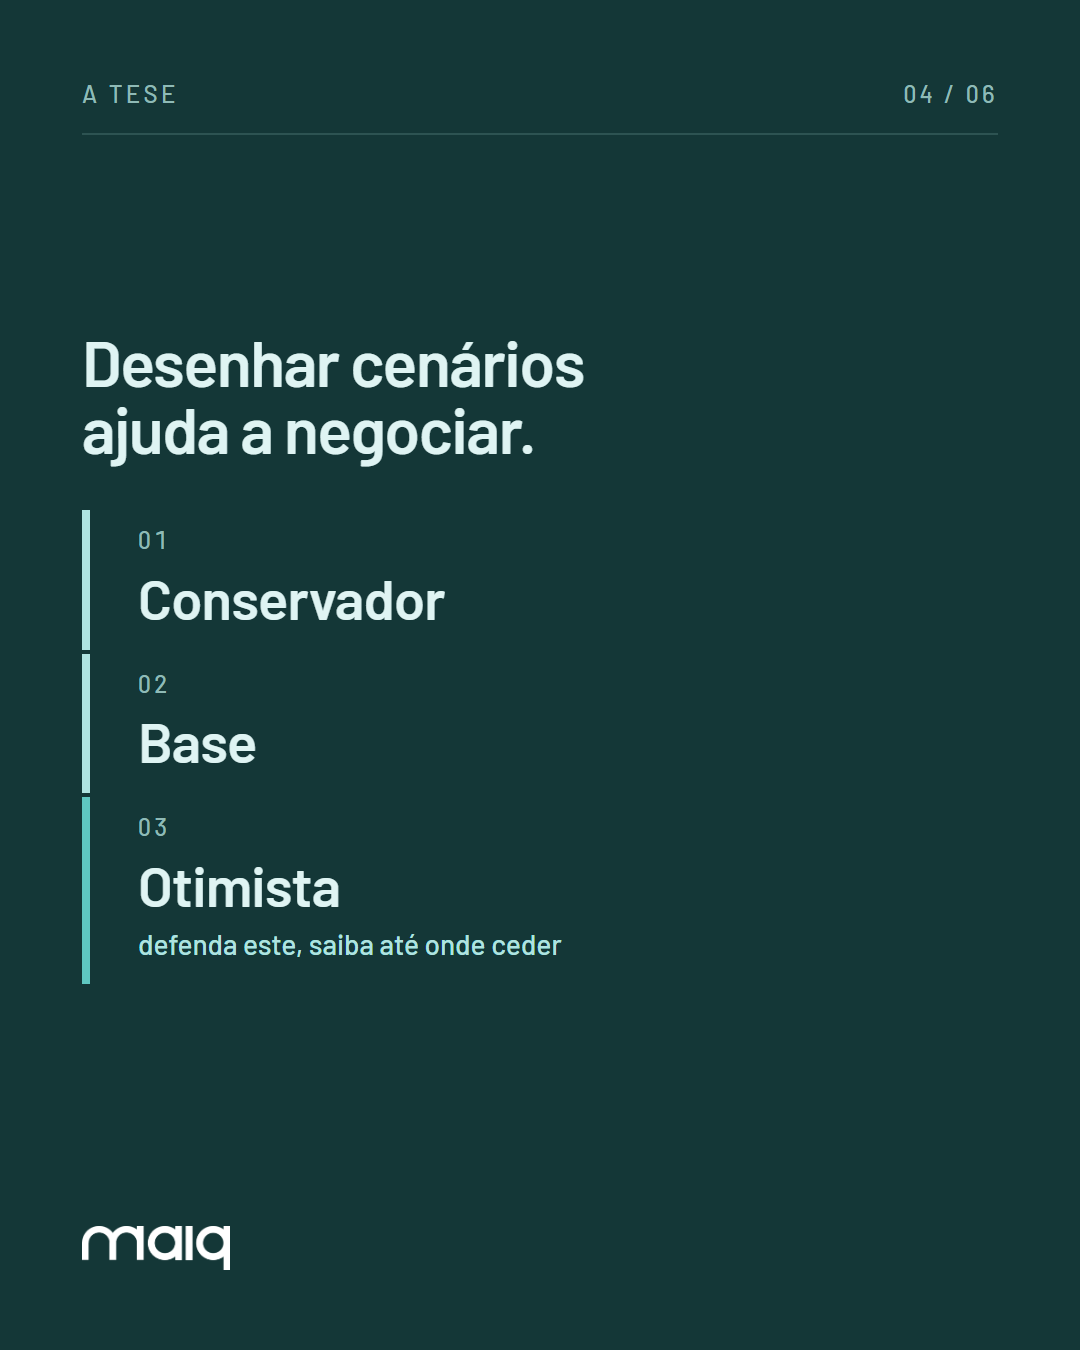 A TESE
04 / 06
Desenhar cenários
ajuda a negociar.
01
Conservador
02
Base
03
Otimista
defenda este, saiba até onde ceder
maiq